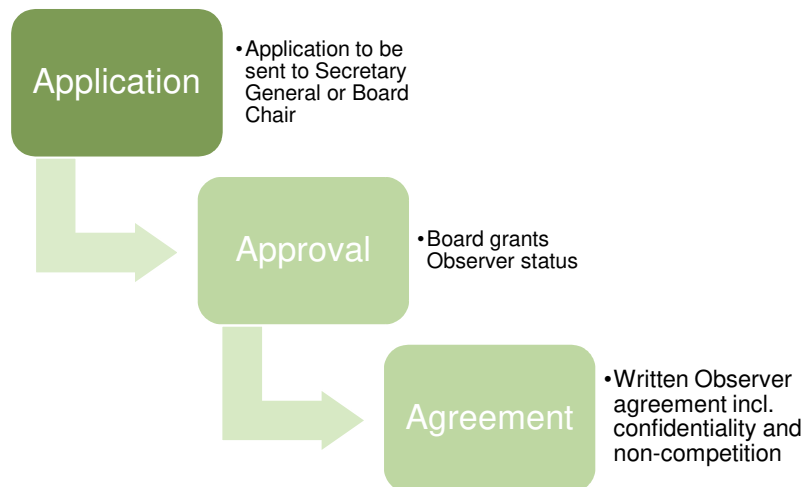 Application
•Application to be
sent to Secretary
General or Board
Chair
Approval
•Board grants
Observer status
Agreement
•Written Observer
agreement incl.
confidentiality and
non-competition